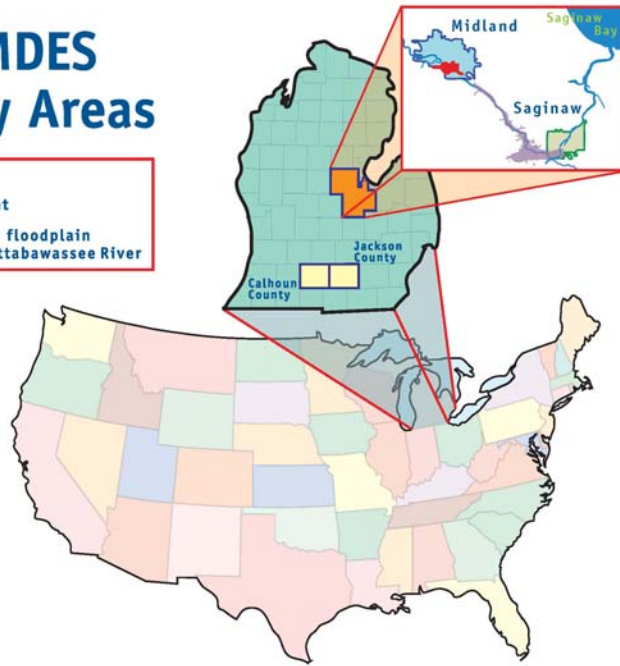 MDES
y Areas
t
floodplain
ttabawassee River
Midland
Saginaw
Bay
Saginaw
Jackson
County
Calhoun
County